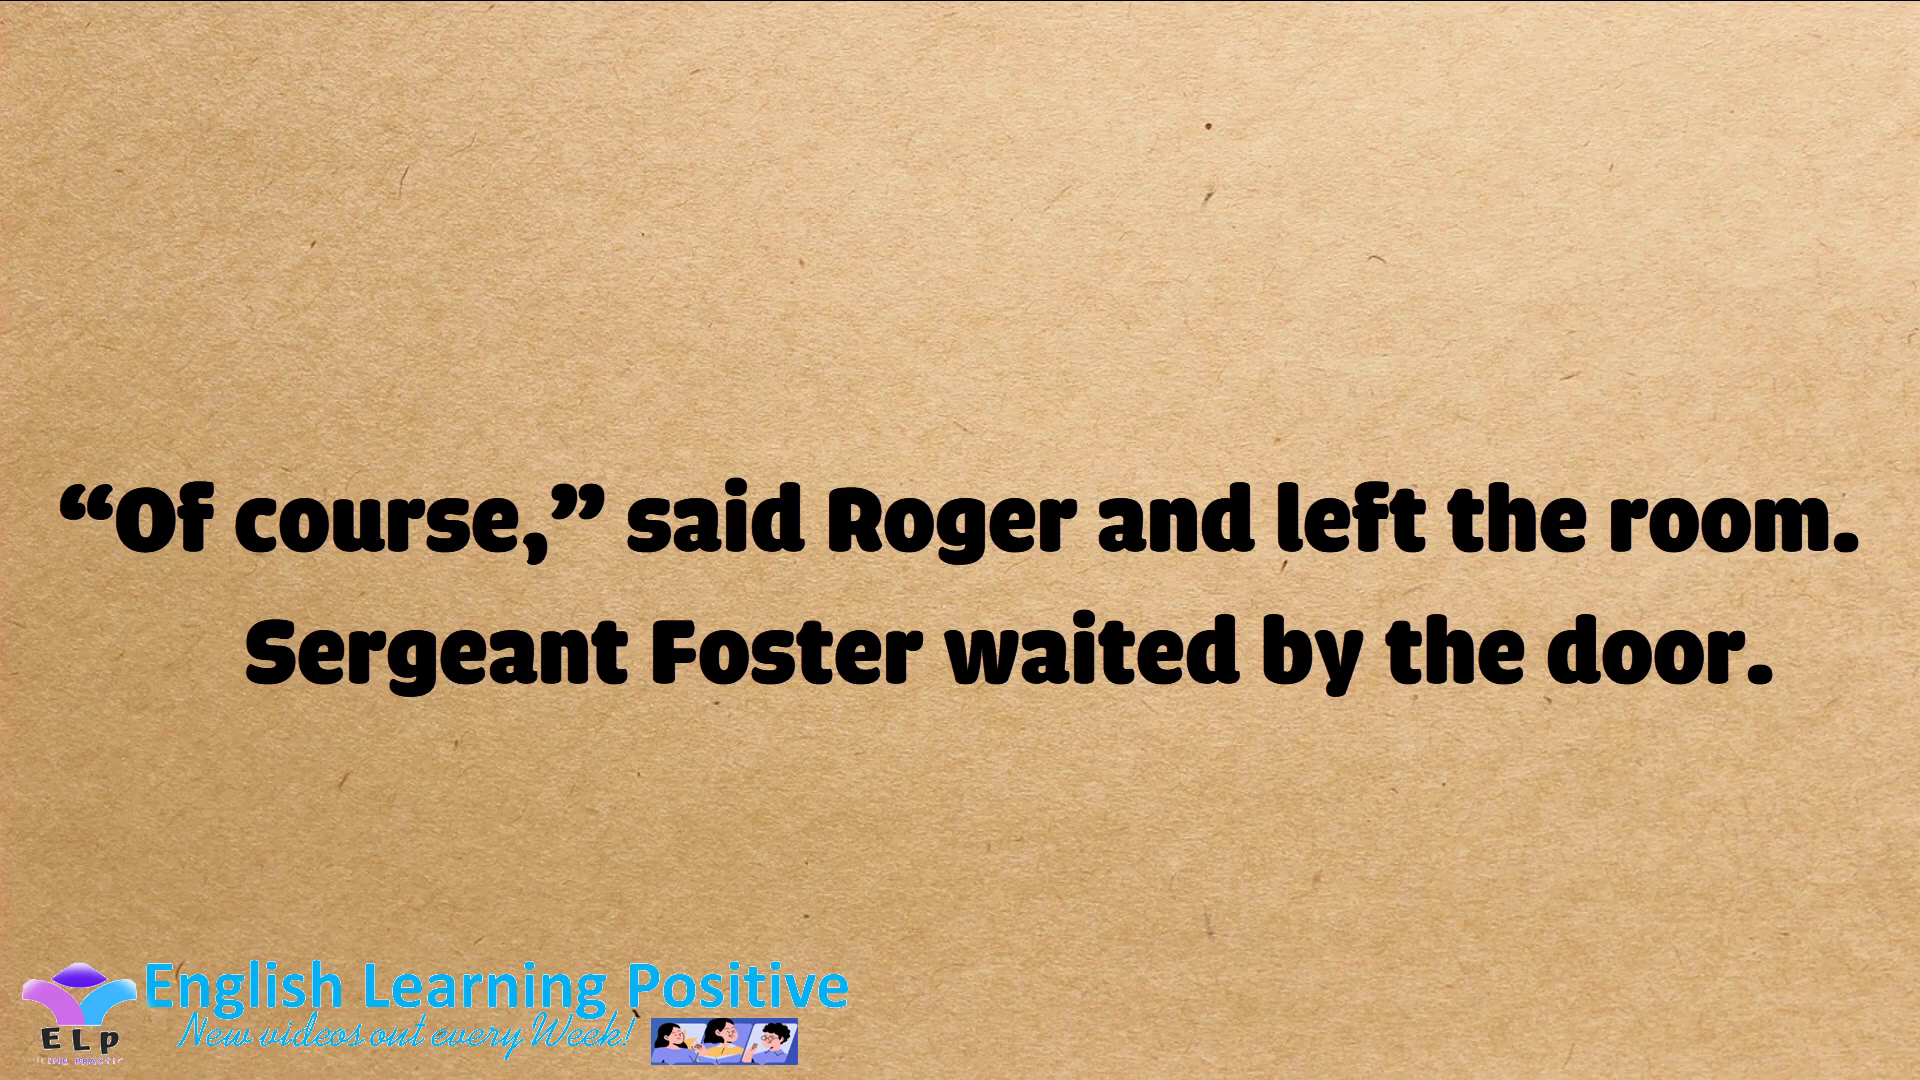 “Of course,” said Roger and left the room.
Sergeant Foster waited by the door.
English Learning Positive
New videos out every Week!
ELP